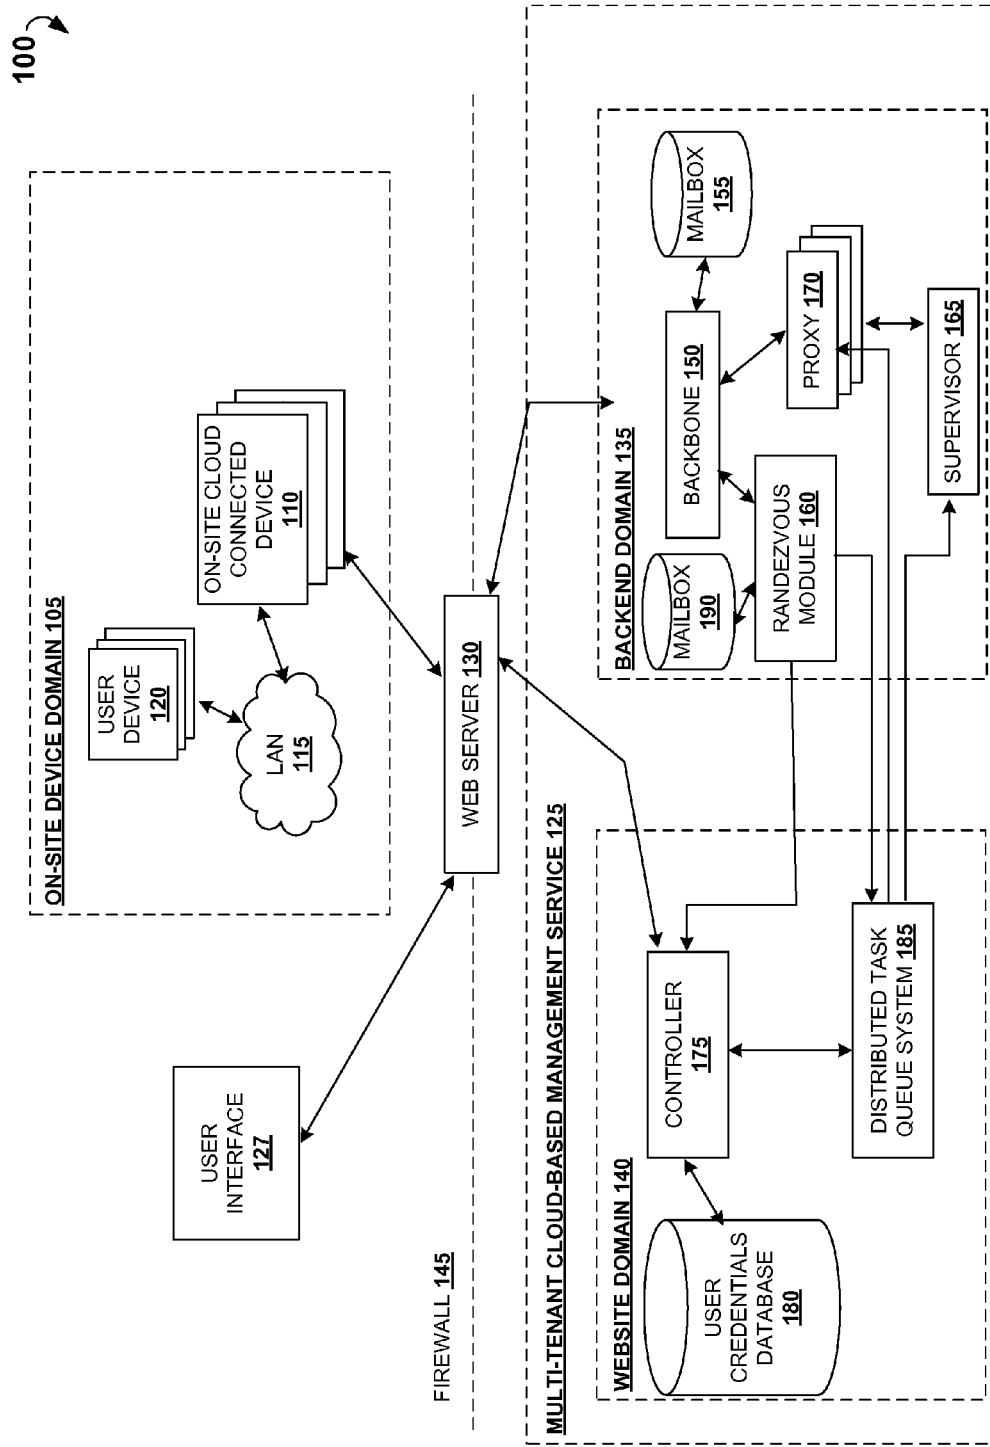 100
ON-SITE DEVICE DOMAIN 105
USER
DEVICE
120
LAN
115
ON-SITE CLOUD
CONNECTED
DEVICE
110
USER
INTERFACE
127
FIREWALL 145
WEB SERVER 130
MULTI-TENANT CLOUD-BASED MANAGEMENT SERVICE 125
WEBSITE DOMAIN 140
USER
CREDENTIALS
DATABASE
180
CONTROLLER
175
DISTRIBUTED TASK
QUEUE SYSTEM 185
BACKEND DOMAIN 135
MAILBOX
190
BACKBONE 150
MAILBOX
155
RANDEZVOUS
MODULE 160
PROXY 170
SUPERVISOR 165